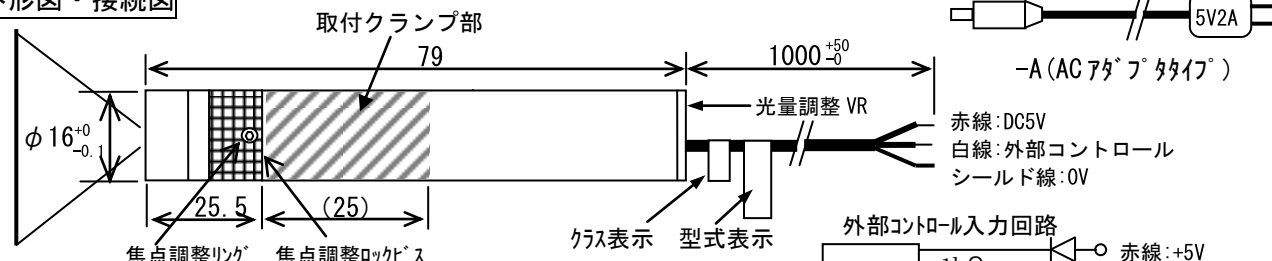 外形図・接続図
取付クランプ部
5V2A
79
1000 +50 -0
-A(ACアダプタタイプ)
光量調整 VR
φ16 +0 -0.1
赤線:DC5V
白線:外部コントロール
シールド線:0V
25.5
(25)
クラス表示
型式表示
外部コントロール入力回路
焦点調整リング
焦点調整ロックビス
赤線:+5V